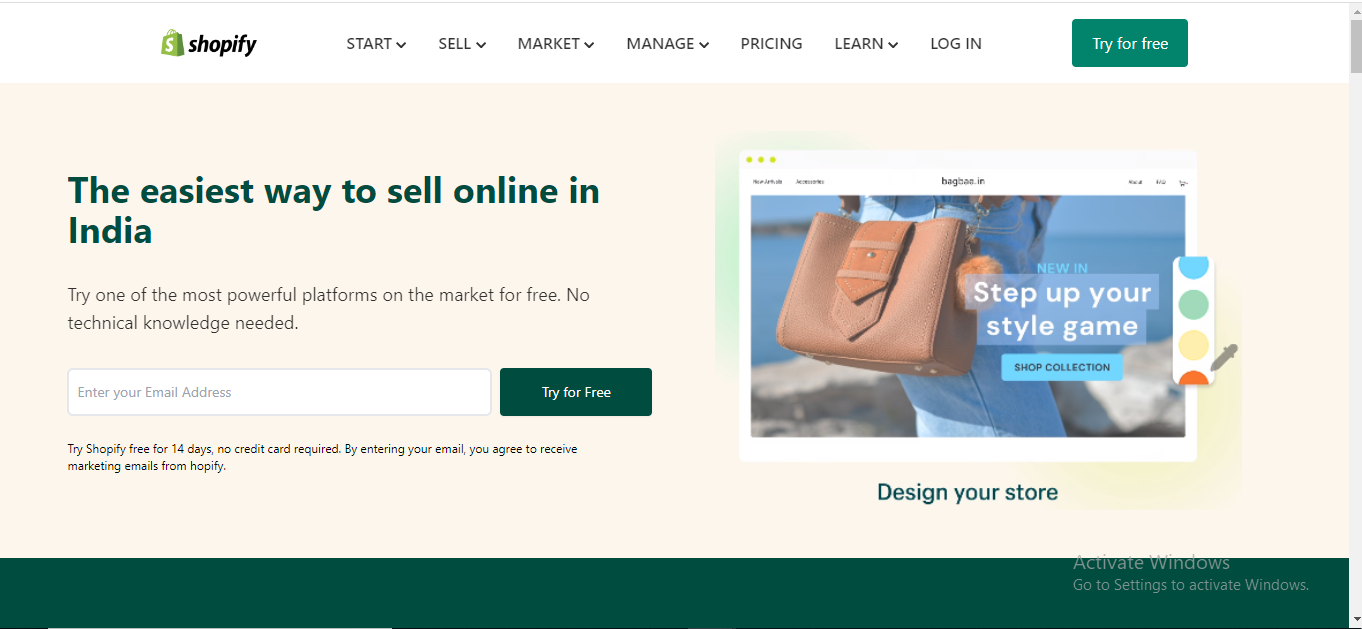 shopify
START
SELL
MARKET
MANAGE
PRICING
LEARN
LOG IN
Try for free
The easiest way to sell online in
India
Try one of the most powerful platforms on the market for free. No
technical knowledge needed.
Enter your Email Address
Try for Free
Try Shopify free for 14 days, no credit card required. By entering your email, you agree to receive
marketing emails from hopify.
New Arrivals Accessories
bagbae.in
About FAQ
NEW IN
Step up your
style game
SHOP COLLECTION
Design your store
Activate Windows
Go to Settings to activate Windows.